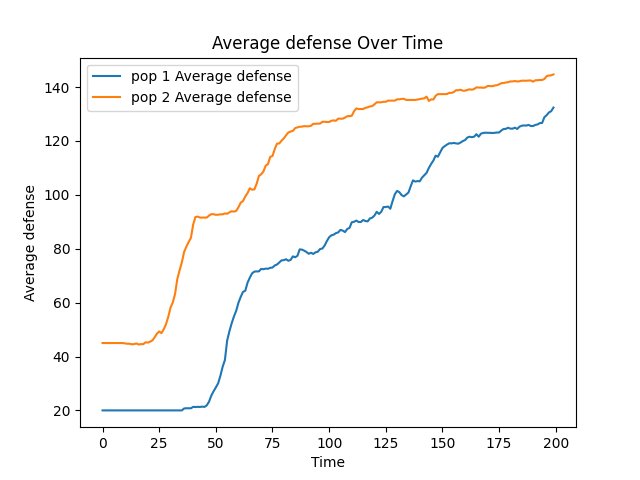 Average defense Over Time
pop 1 Average defense
pop 2 Average defense
Average defense
140
120
100
80
60
40
20
0 25 50 75 100 125 150 175 200
Time